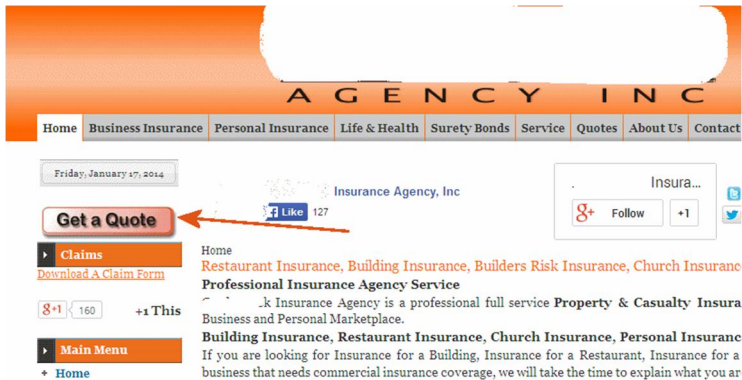 AGENCY INC
Home Business Insurance Personal Insurance Life & Health Surety Bonds Service Quotes About Us Contact
Friday, January 17, 2014
Insurance Agency, Inc
Like 127
Insura...
g+ Follow +1
Get a Quote
Claims
Download A Claim Form
g+1 160 +1 This
Main Menu
Home
Home
Restaurant Insurance, Building Insurance, Builders Risk Insurance, Church Insuranc
Professional Insurance Agency Service
k Insurance Agency is a professional full service Property & Casualty Insura
Business and Personal Marketplace.
Building Insurance, Restaurant Insurance, Church Insurance, Personal Insuranc
If you are looking for Insurance for a Building, Insurance for a Restaurant, Insurance for a
business that needs commercial insurance coverage, we will take the time to explain what you ar